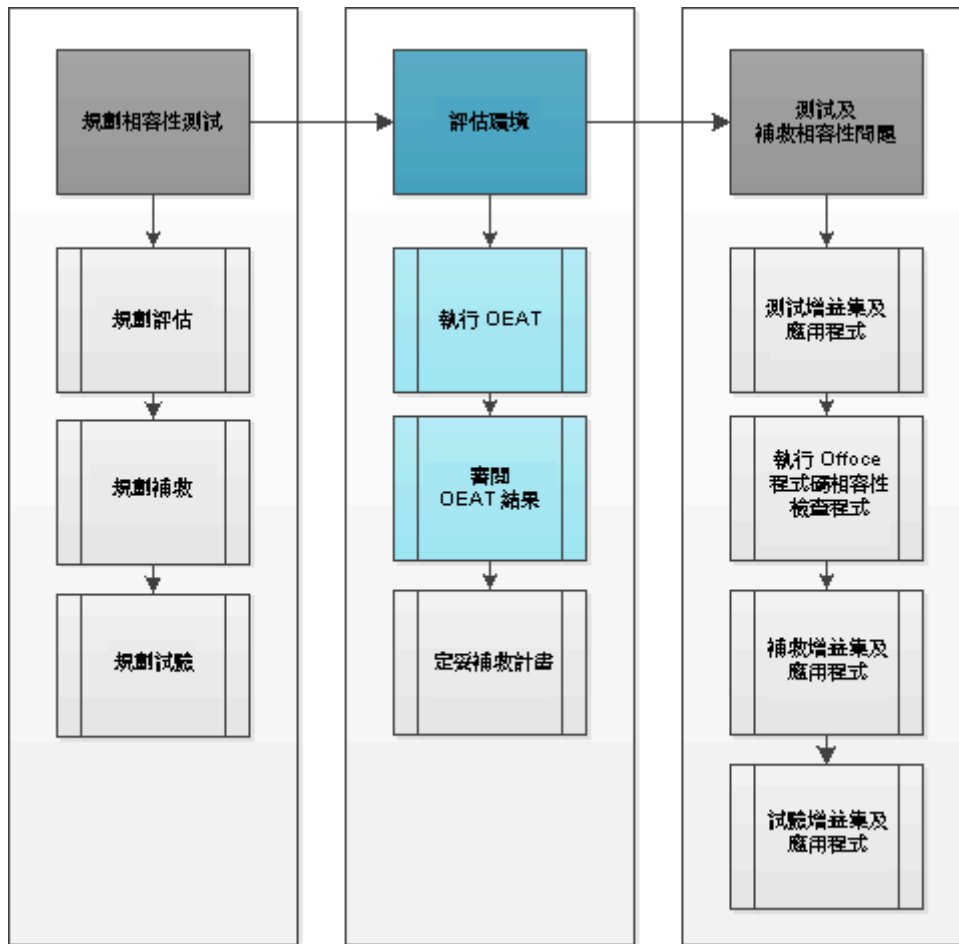 規劃相容性測試
規劃評估
規劃補救
規劃試驗
評估環境
執行 OEAT
審閱
OEAT 結果
定妥補救計畫
測試及
補救相容性問題
測試增益集及
應用程式
執行 Offoce
程式碼相容性
檢查程式
補救增益集及
應用程式
試驗增益集及
應用程式